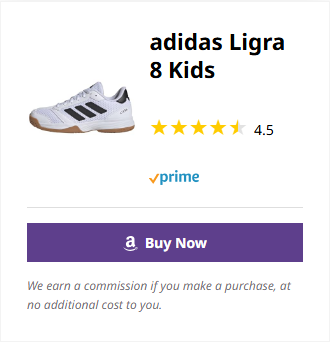 adidas Ligra
8 Kids
4.5
prime
Buy Now
We earn a commission if you make a purchase, at
no additional cost to you.